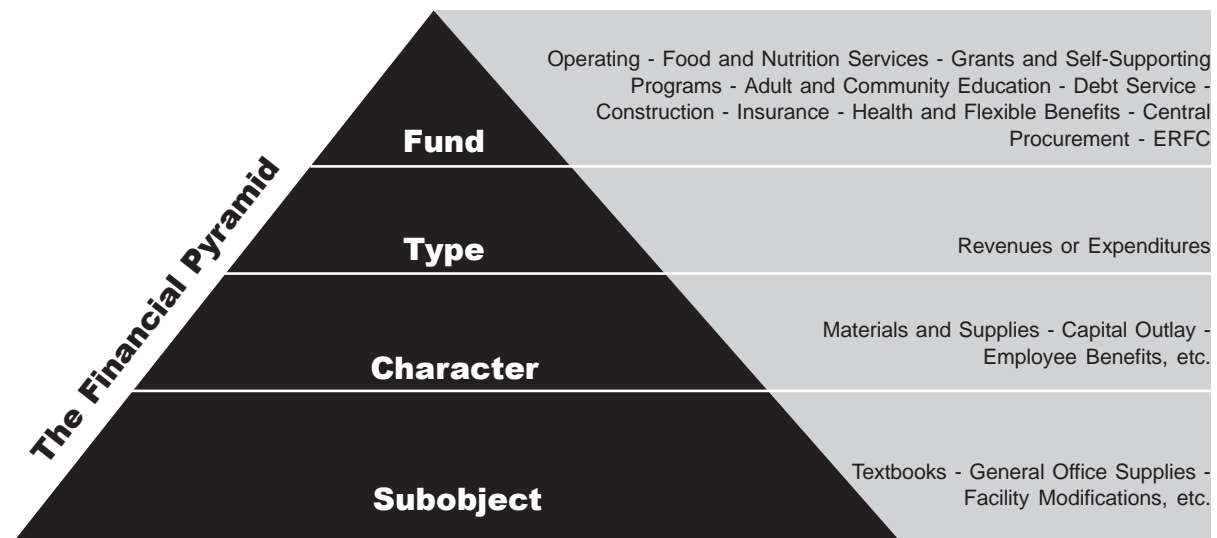 The Financial Pyramid
Fund
Operating - Food and Nutrition Services - Grants and Self-Supporting
Programs - Adult and Community Education - Debt Service -
Construction - Insurance - Health and Flexible Benefits - Central
Procurement - ERFC
Type
Revenues or Expenditures
Character
Materials and Supplies - Capital Outlay -
Employee Benefits, etc.
Subobject
Textbooks - General Office Supplies -
Facility Modifications, etc.